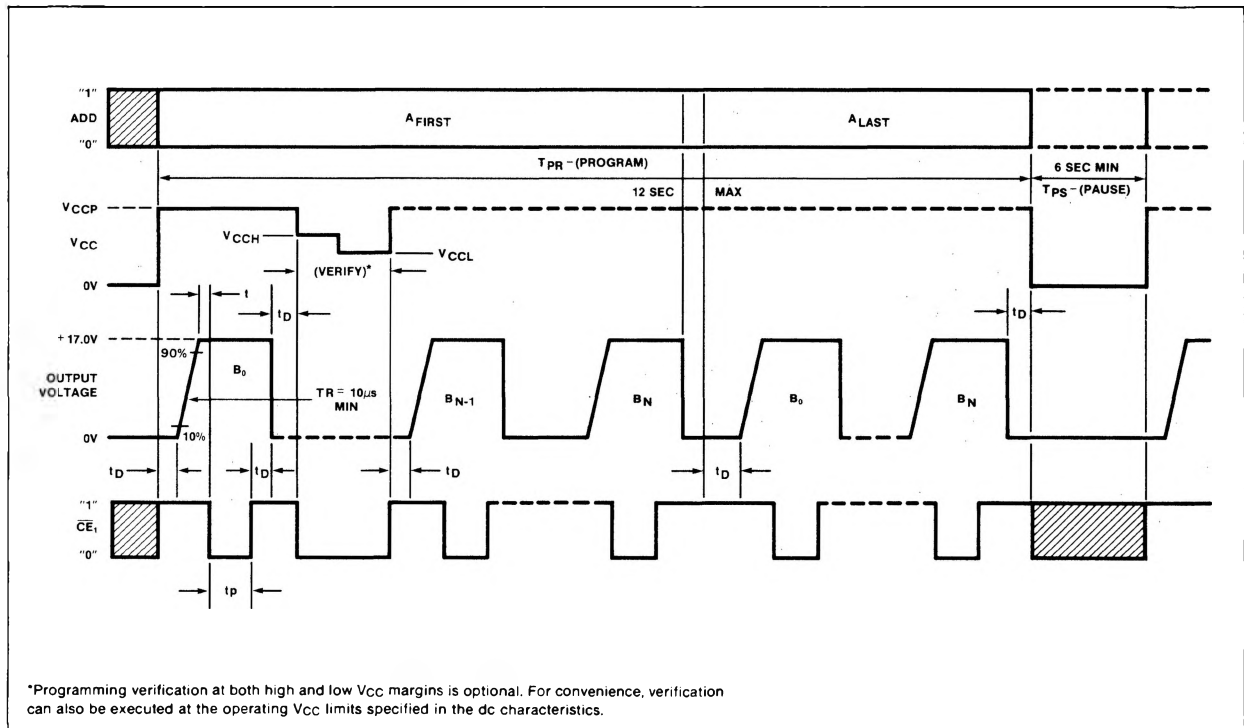 "1"
ADD
"0"
A FIRST
A LAST
TPR – (PROGRAM)
6 SEC MIN
12 SEC MAX
TPS – (PAUSE)
VCCP
VCC
0V
VCCH
VCCL
(VERIFY)*
t
tD
tD
+17.0V
90%
OUTPUT
VOLTAGE
B0
TR = 10µs
MIN
BN-1
BN
B0
BN
10%
0V
tD
tD
tD
tD
"1"
CE1
"0"
tp
*Programming verification at both high and low VCC margins is optional. For convenience, verification
can also be executed at the operating VCC limits specified in the dc characteristics.